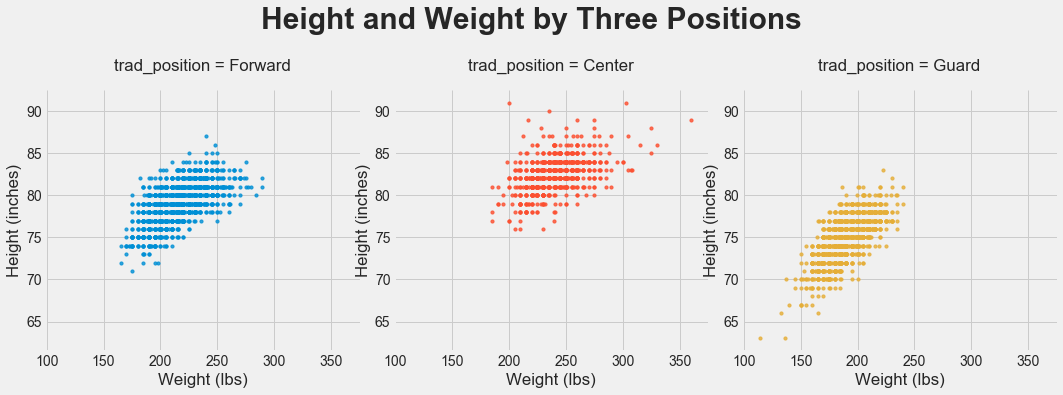 Height and Weight by Three Positions
trad_position = Forward
trad_position = Center
trad_position = Guard
90
85
80
75
70
65
Height (inches)
100 150 200 250 300 350
Weight (lbs)
90
85
80
75
70
65
Height (inches)
100 150 200 250 300 350
Weight (lbs)
90
85
80
75
70
65
Height (inches)
100 150 200 250 300 350
Weight (lbs)